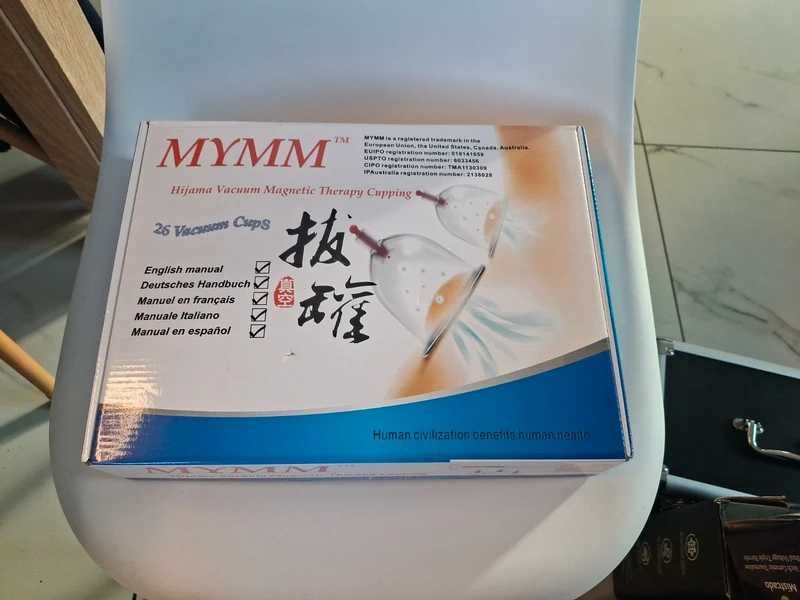 MYMM™
Hijama Vacuum Magnetic Therapy Cupping
MYMM is a registered trademark in the
European Union, the United States, Canada, Australia.
EUIPO registration number: 018141659
USPTO registration number: 6033456
CIPO registration number: TMA1130309
IPAustralia registration number: 2138028
26 Vacuum Cups
拔罐
真空
English manual
Deutsches Handbuch
Manuel en français
Manuale Italiano
Manual en español
Human civilization benefits human health
MYMM
Mistrcado